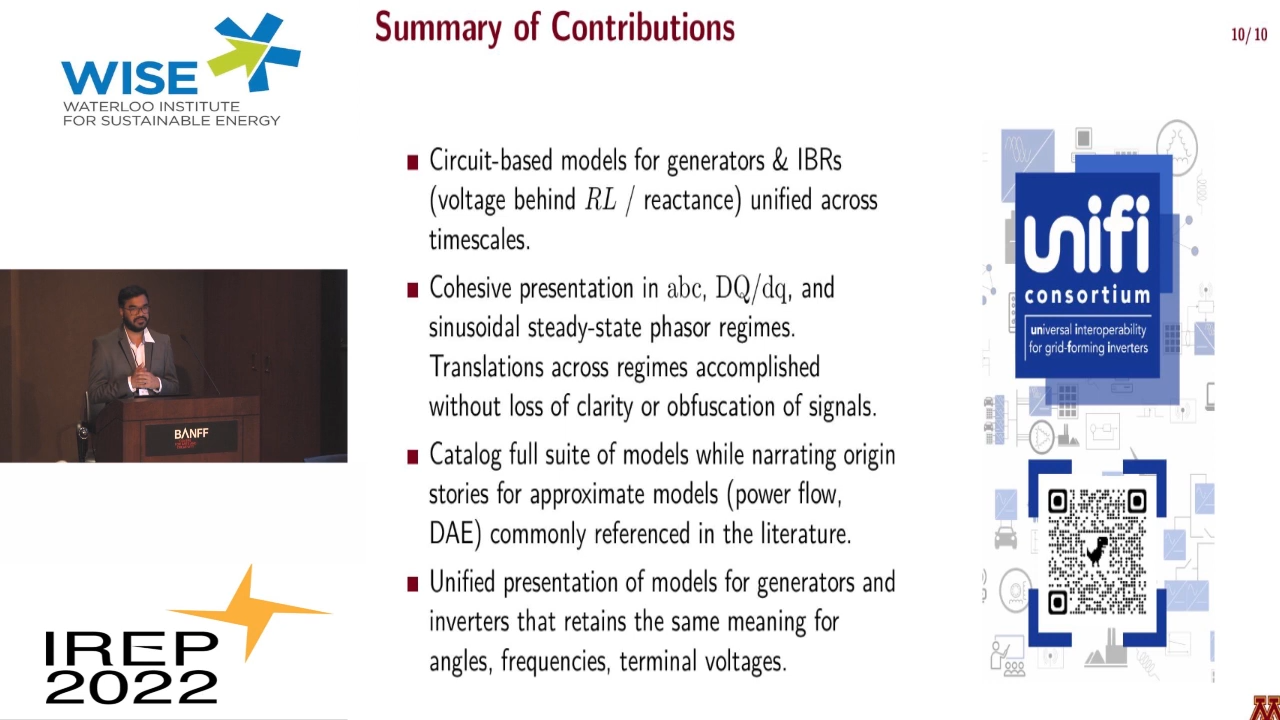 Summary of Contributions
10/10
WISE
WATERLOO INSTITUTE
FOR SUSTAINABLE ENERGY
■ Circuit-based models for generators & IBRs
(voltage behind RL / reactance) unified across
timescales.
■ Cohesive presentation in abc, DQ/dq, and
sinusoidal steady-state phasor regimes.
Translations across regimes accomplished
without loss of clarity or obfuscation of signals.
■ Catalog full suite of models while narrating origin
stories for approximate models (power flow,
DAE) commonly referenced in the literature.
■ Unified presentation of models for generators and
inverters that retains the same meaning for
angles, frequencies, terminal voltages.
unifi
consortium
universal interoperability
for grid-forming inverters
BANFF
IREP
2022
M